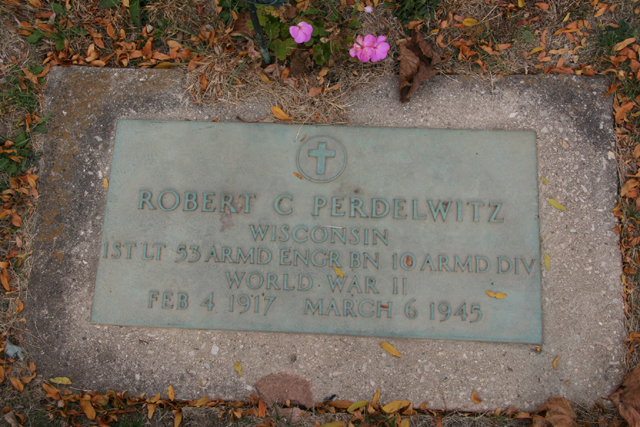 ROBERT C PERDELWITZ
WISCONSIN
1ST LT 53 ARMD ENGR BN 10 ARMD DIV
WORLD WAR II
FEB 4 1917 MARCH 6 1945